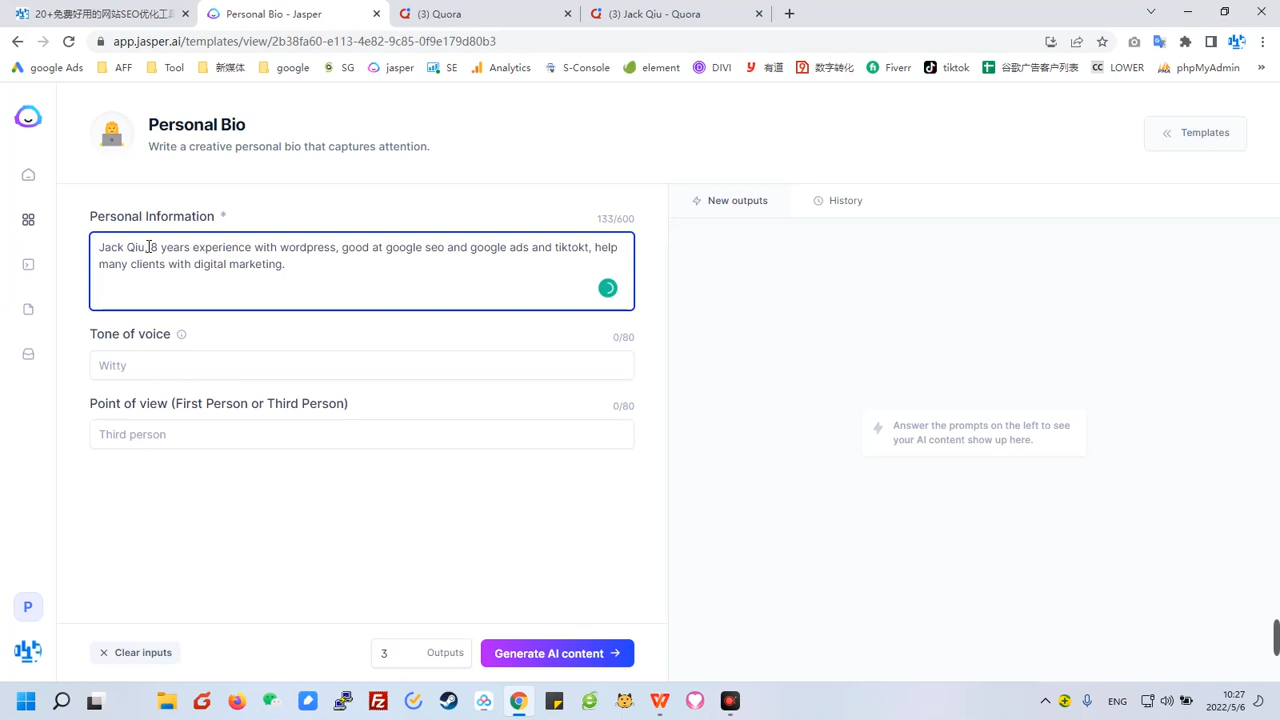 20+免费好用的网站SEO优化工具
Personal Bio - Jasper
(3) Quora
(3) Jack Qiu - Quora
app.jasper.ai/templates/view/2b38fa60-e113-4e82-9c85-0f9e179d80b3
google Ads
AFF
Tool
新媒体
google
SG
jasper
SE
Analytics
S-Console
element
DIVI
有道
数字转化
Fiverr
tiktok
谷歌广告客户列表
CC LOWER
phpMyAdmin
»
Personal Bio
Write a creative personal bio that captures attention.
« Templates
Personal Information *
133/600
Jack Qiu, 8 years experience with wordpress, good at google seo and google ads and tiktokt, help
many clients with digital marketing.
Tone of voice
0/80
Witty
Point of view (First Person or Third Person)
0/80
Third person
New outputs
History
Answer the prompts on the left to see
your AI content show up here.
P
Clear inputs
3 Outputs
Generate AI content →
ENG
10:27
2022/5/6